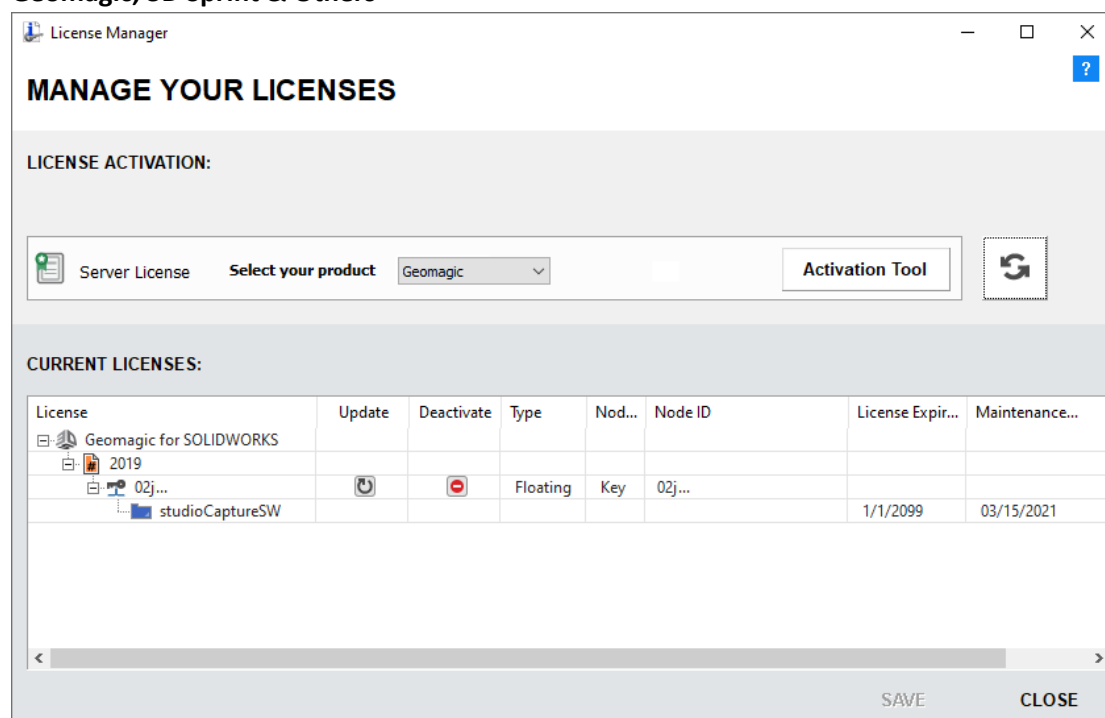 Geomagic, 3D Sprint & Others
License Manager
?
MANAGE YOUR LICENSES
LICENSE ACTIVATION:
Server License Select your product Geomagic Activation Tool
CURRENT LICENSES:
License Update Deactivate Type Nod... Node ID License Expir... Maintenance...
Geomagic for SOLIDWORKS
2019
02j... Floating Key 02j...
studioCaptureSW 1/1/2099 03/15/2021
SAVE CLOSE